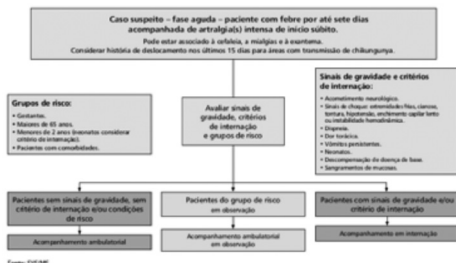 Caso suspeito – fase aguda – paciente com febre por até sete dias
acompanhada de artralgia(s) intensa de início súbito.
Pode estar associado à cefaleia, a mialgias e à exantema.
Considerar história de deslocamento nos últimos 15 dias para áreas com transmissão de chikungunya.
Grupos de risco:
• Gestantes.
• Maiores de 65 anos.
• Menores de 2 anos (neonatos considerar
critério de internação).
• Pacientes com comorbidades.
Avaliar sinais de
gravidade, critérios
de internação
e grupos de risco
Sinais de gravidade e critérios
de internação:
• Acometimento neurológico.
• Sinais de choque: extremidades frias, cianose,
tontura, hipotensão, enchimento capilar lento
ou instabilidade hemodinâmica.
• Dispneia.
• Dor torácica.
• Vômitos persistentes.
• Neonatos.
• Descompensação de doença de base.
• Sangramentos de mucosas.
Pacientes sem sinais de gravidade, sem
critério de internação e/ou condições
de risco
Acompanhamento ambulatorial
Pacientes do grupo de risco
em observação
Acompanhamento ambulatorial
em observação
Pacientes com sinais de gravidade e/ou
critério de internação
Acompanhamento em internação
Fonte: SVS/MS.